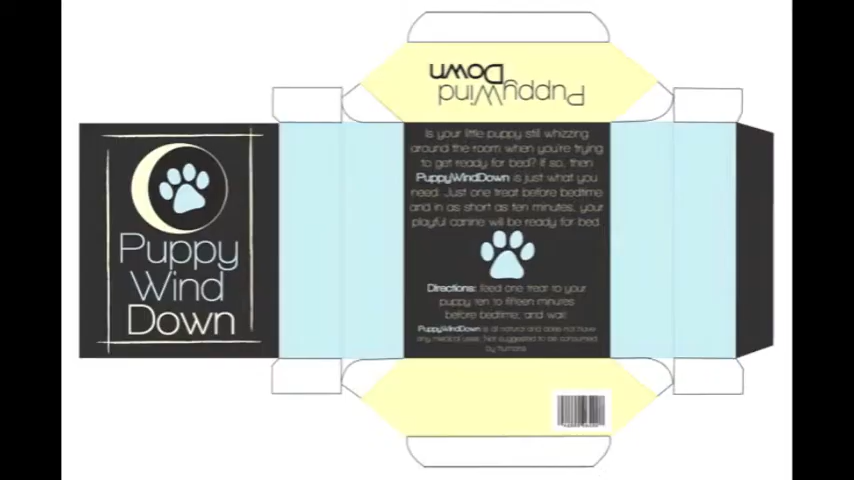 PuppyWind
Down
Puppy
Wind
Down
Is your little puppy still whizzing
around the room when you're trying
to get ready for bed? If so, then
PuppyWindDown is just what you
need. Just one treat before bedtime
and in as short as ten minutes, your
playful canine will be ready for bed.
Directions: Feed one treat to your
puppy ten to fifteen minutes
before bedtime, and wait!
PuppyWindDown is all natural and does not have
any medical uses. Not suggested to be consumed
by humans